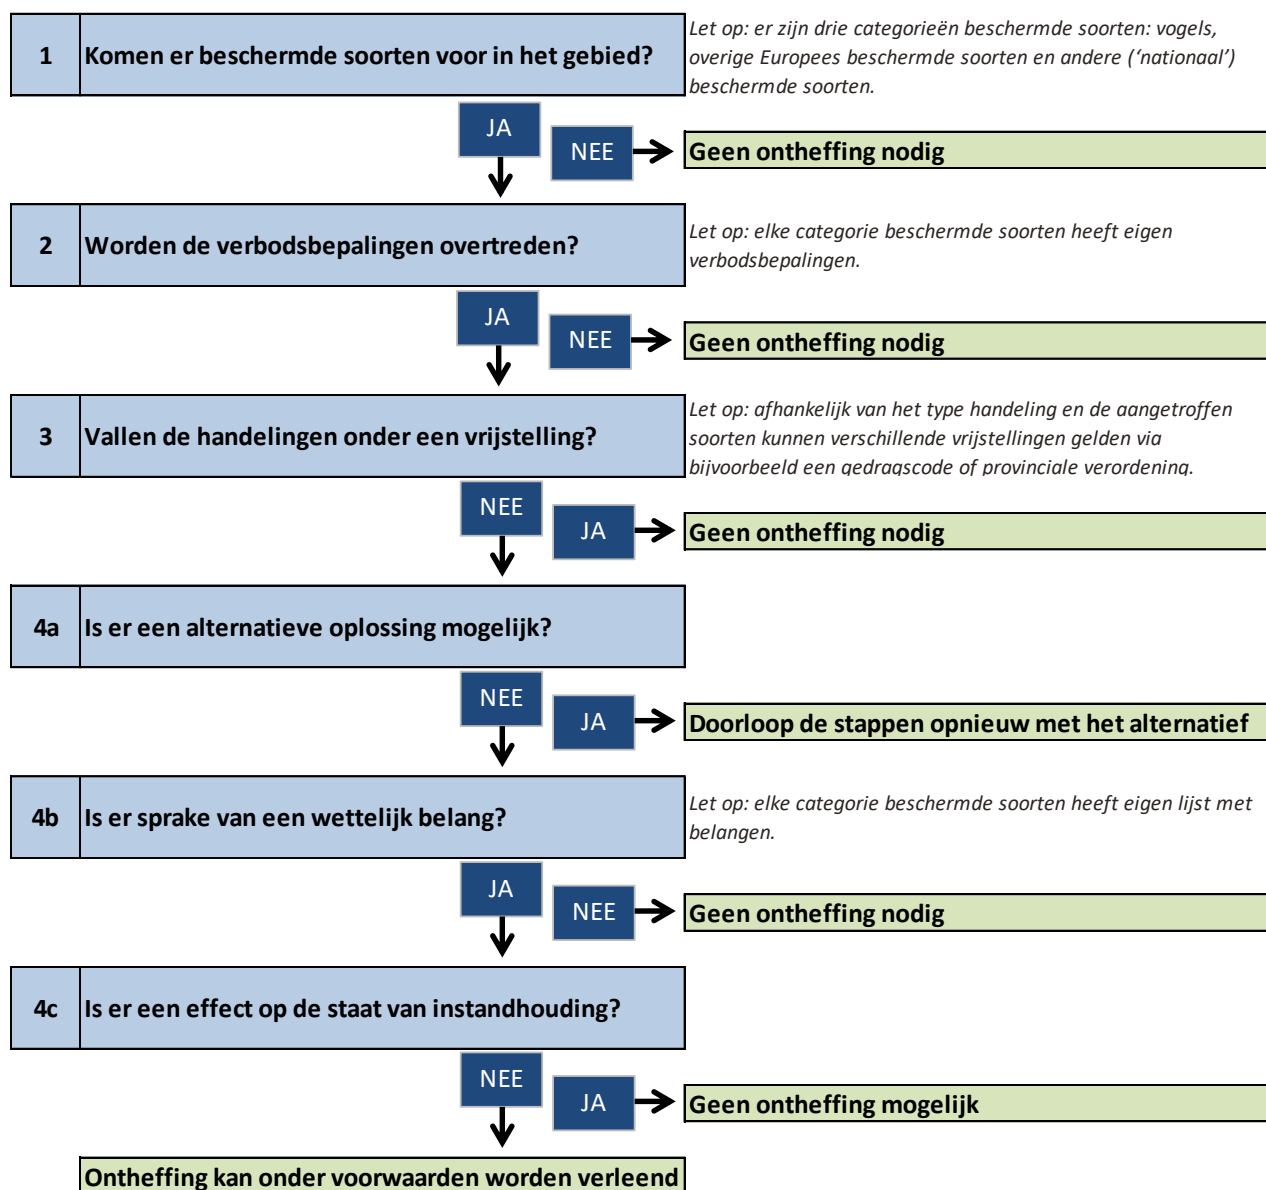 1
Komen er beschermde soorten voor in het gebied?
Let op: er zijn drie categorieën beschermde soorten: vogels,
overige Europees beschermde soorten en andere (‘nationaal’)
beschermde soorten.
JA
NEE
Geen ontheffing nodig
2
Worden de verbodsbepalingen overtreden?
Let op: elke categorie beschermde soorten heeft eigen
verbodsbepalingen.
JA
NEE
Geen ontheffing nodig
3
Vallen de handelingen onder een vrijstelling?
Let op: afhankelijk van het type handeling en de aangetroffen
soorten kunnen verschillende vrijstellingen gelden via
bijvoorbeeld een gedragscode of provinciale verordening.
NEE
JA
Geen ontheffing nodig
4a
Is er een alternatieve oplossing mogelijk?
NEE
JA
Doorloop de stappen opnieuw met het alternatief
4b
Is er sprake van een wettelijk belang?
Let op: elke categorie beschermde soorten heeft eigen lijst met
belangen.
JA
NEE
Geen ontheffing nodig
4c
Is er een effect op de staat van instandhouding?
NEE
JA
Geen ontheffing mogelijk
Ontheffing kan onder voorwaarden worden verleend